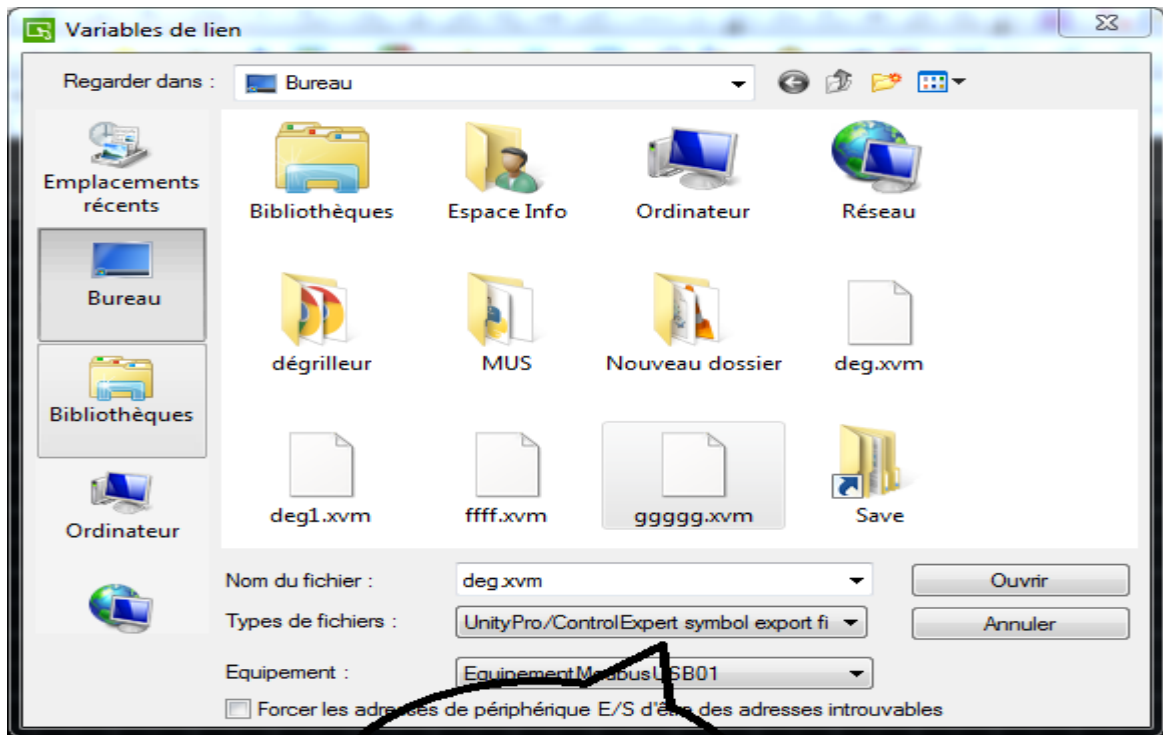 Variables de lien
Regarder dans :
Bureau
Emplacements
récents
Bureau
Bibliothèques
Ordinateur
Bibliothèques
Espace Info
Ordinateur
Réseau
dégrilleur
MUS
Nouveau dossier
deg.xvm
deg1.xvm
ffff.xvm
ggggg.xvm
Save
Nom du fichier :
deg.xvm
Ouvrir
Types de fichiers :
UnityPro/ControlExpert symbol export fi
Annuler
Equipement :
EquipementModbusUSB01
Forcer les adresses de périphérique E/S d'être des adresses introuvables